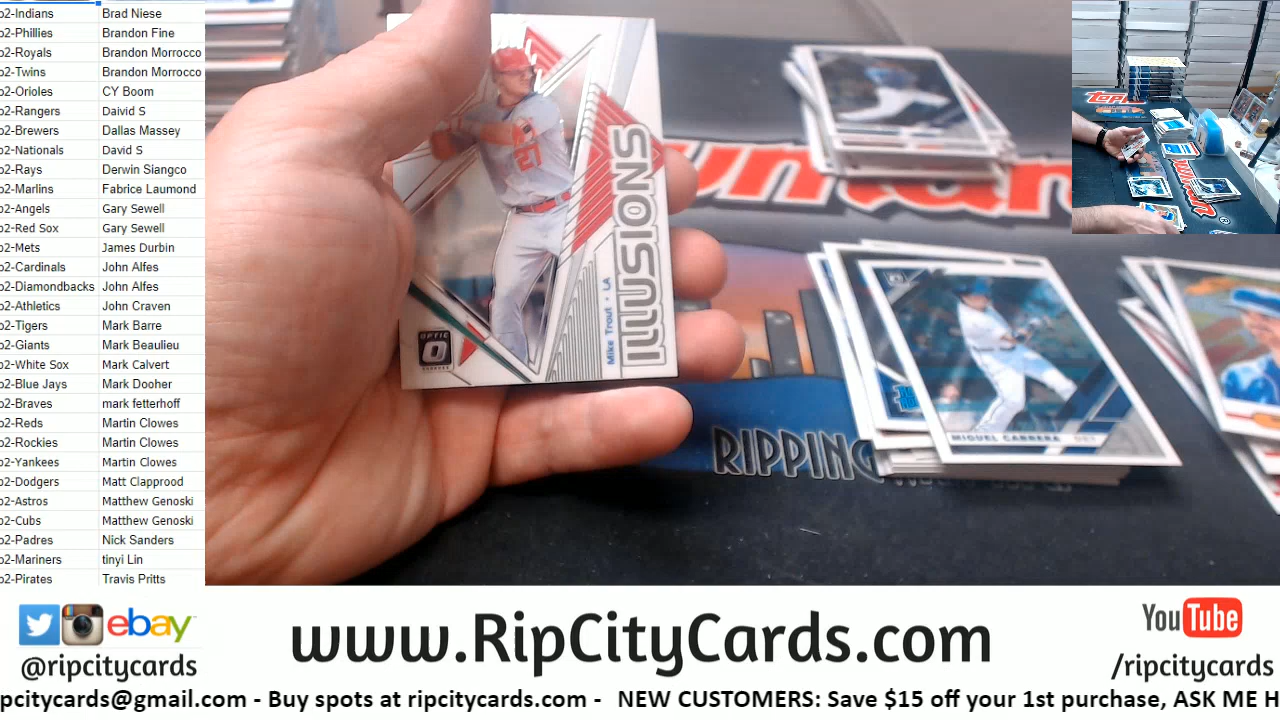 o2-Indians Brad Niese
o2-Phillies Brandon Fine
o2-Royals Brandon Morrocco
o2-Twins Brandon Morrocco
o2-Orioles CY Boom
o2-Rangers Daivid S
o2-Brewers Dallas Massey
o2-Nationals David S
o2-Rays Derwin Siangco
o2-Marlins Fabrice Laumond
o2-Angels Gary Sewell
o2-Red Sox Gary Sewell
o2-Mets James Durbin
o2-Cardinals John Alfes
o2-Diamondbacks John Alfes
o2-Athletics John Craven
o2-Tigers Mark Barre
o2-Giants Mark Beaulieu
o2-White Sox Mark Calvert
o2-Blue Jays Mark Dooher
o2-Braves mark fetterhoff
o2-Reds Martin Clowes
o2-Rockies Martin Clowes
o2-Yankees Martin Clowes
o2-Dodgers Matt Clapprood
o2-Astros Matthew Genoski
o2-Cubs Matthew Genoski
o2-Padres Nick Sanders
o2-Mariners tinyi Lin
o2-Pirates Travis Pritts
27
OPTIC
Mike Trout • LA
ILLUSIONS
MIGUEL CABRERA DET
RIPPING
Topps
ebay
@ripcitycards
www.RipCityCards.com
YouTube
/ripcitycards
pcitycards@gmail.com - Buy spots at ripcitycards.com - NEW CUSTOMERS: Save $15 off your 1st purchase, ASK ME H